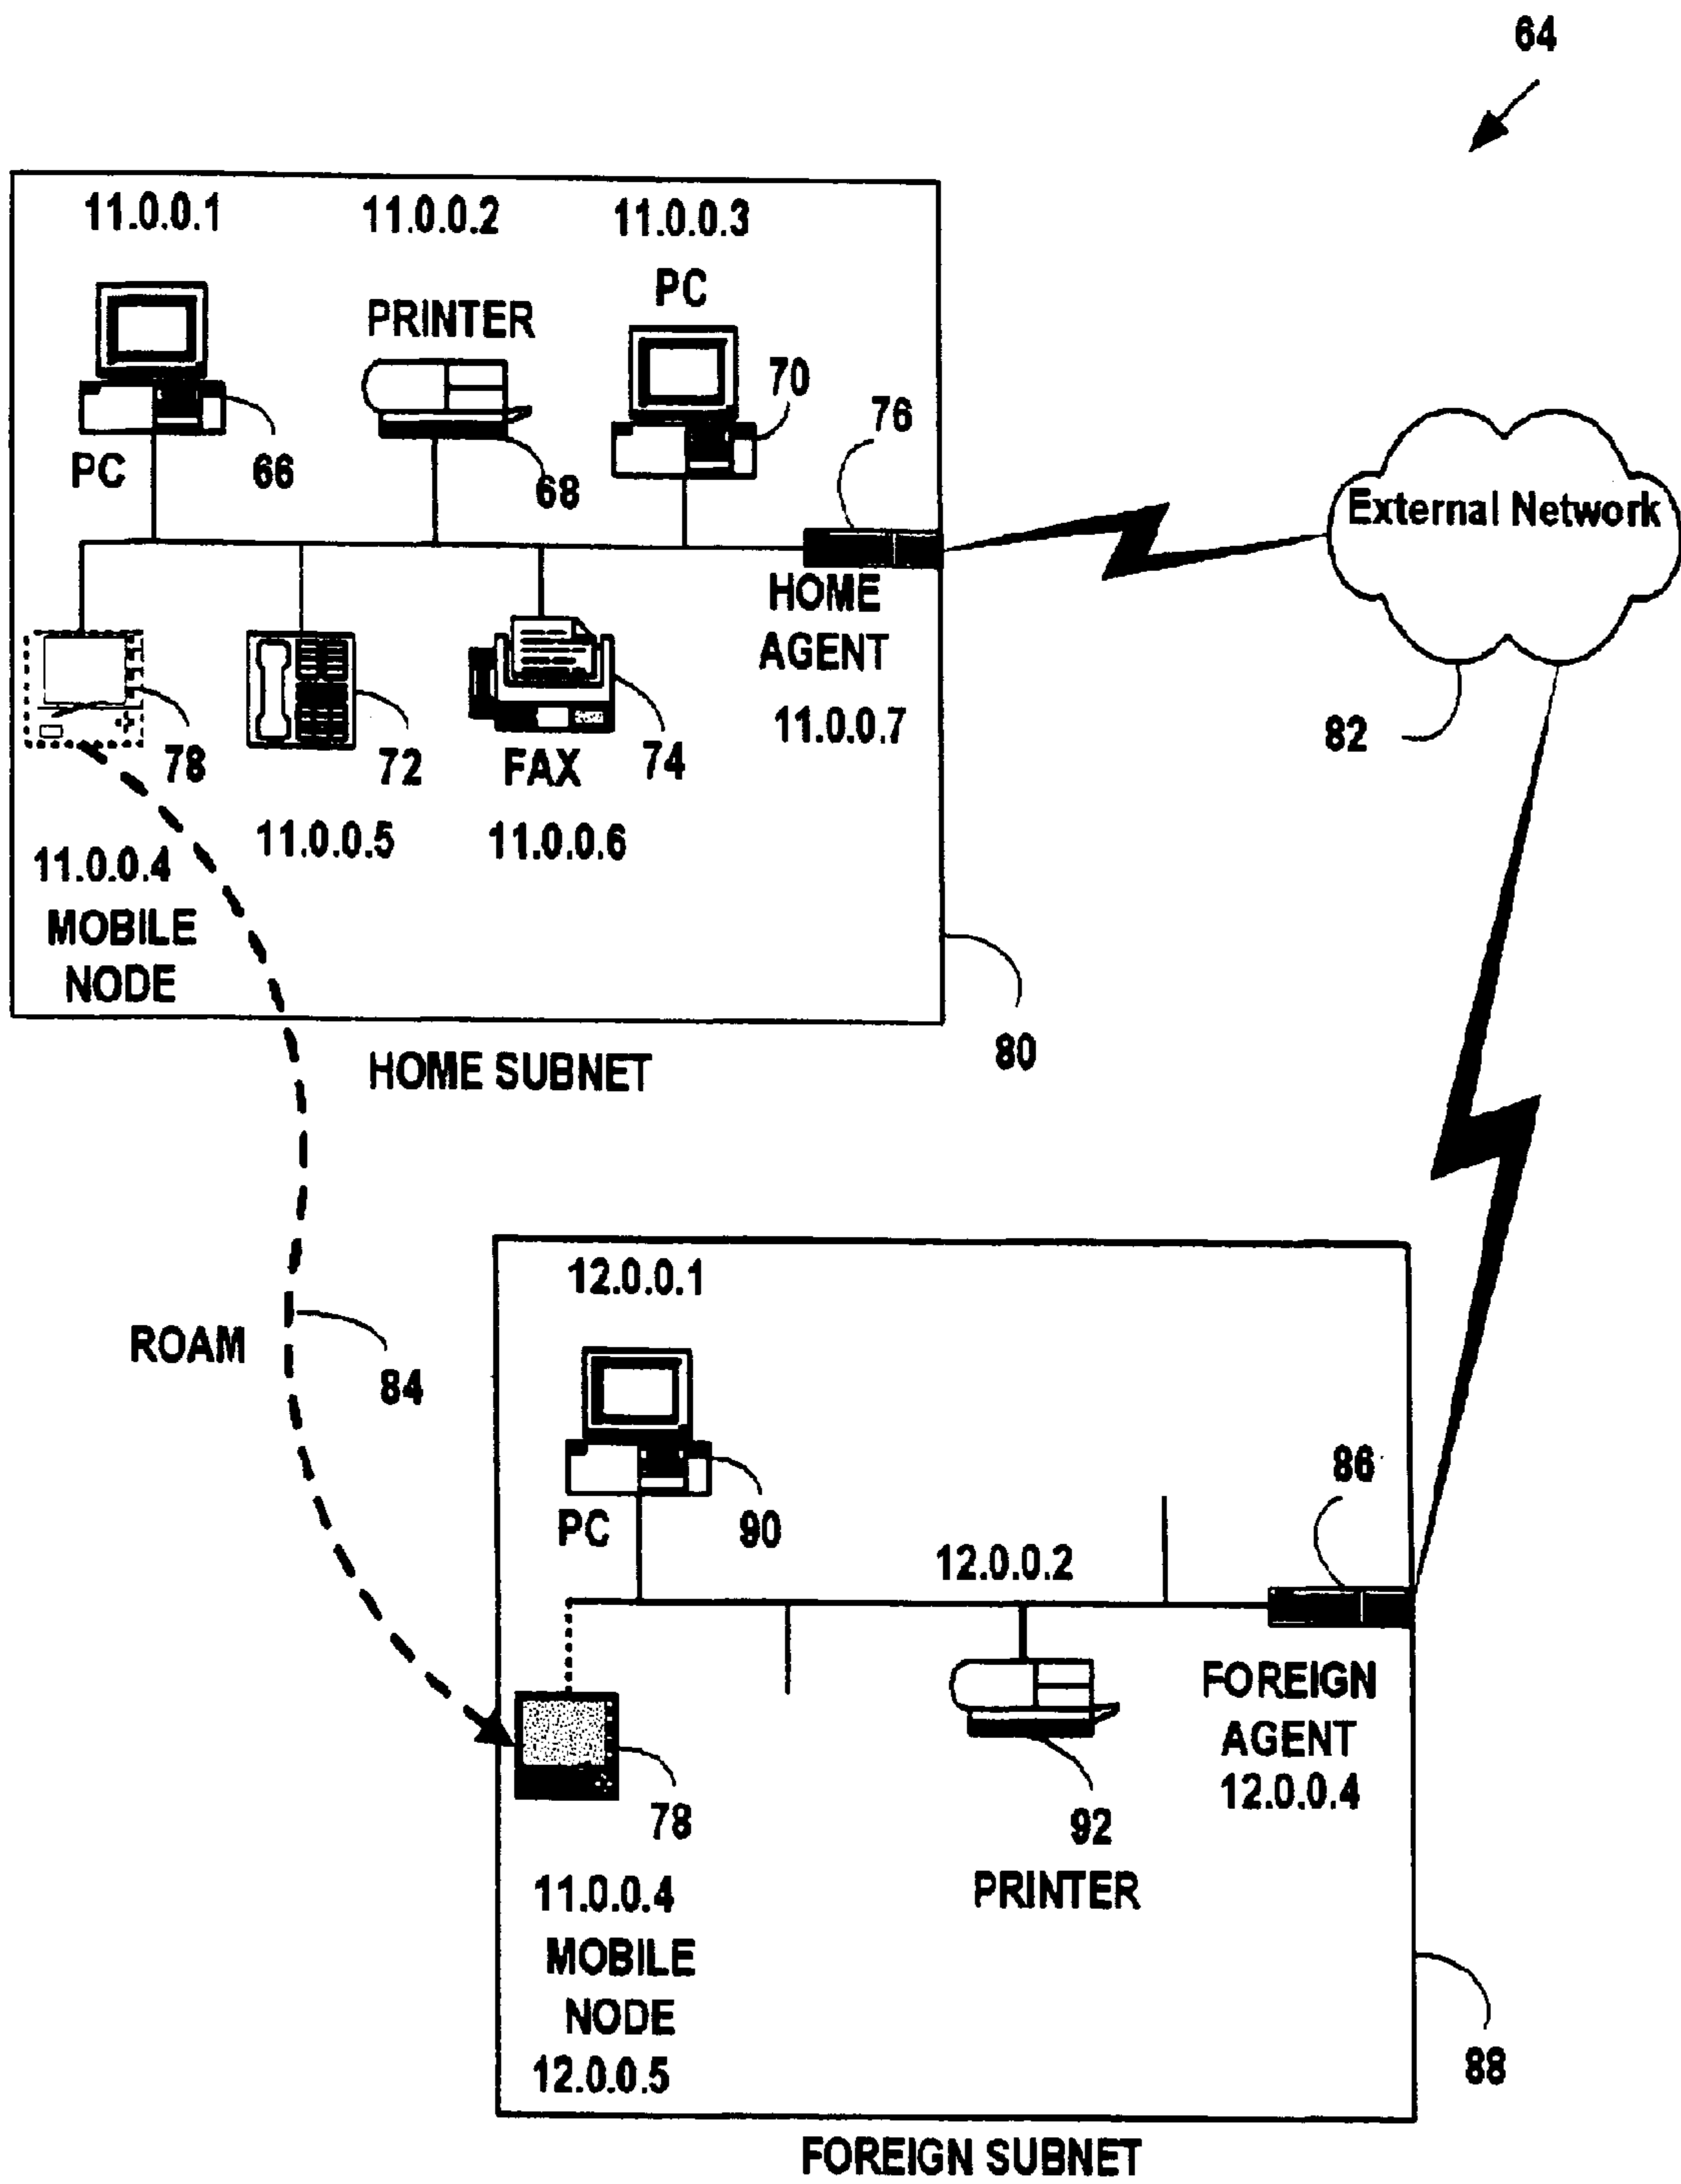 64
11.0.0.1
11.0.0.2
11.0.0.3
PC
PRINTER
70
76
PC
66
68
External Network
HOME
AGENT
11.0.0.7
82
78
72
FAX
74
11.0.0.4
11.0.0.5
11.0.0.6
MOBILE
NODE
80
HOME SUBNET
ROAM
84
12.0.0.1
PC
90
86
12.0.0.2
FOREIGN
AGENT
12.0.0.4
78
92
PRINTER
11.0.0.4
MOBILE
NODE
12.0.0.5
88
FOREIGN SUBNET